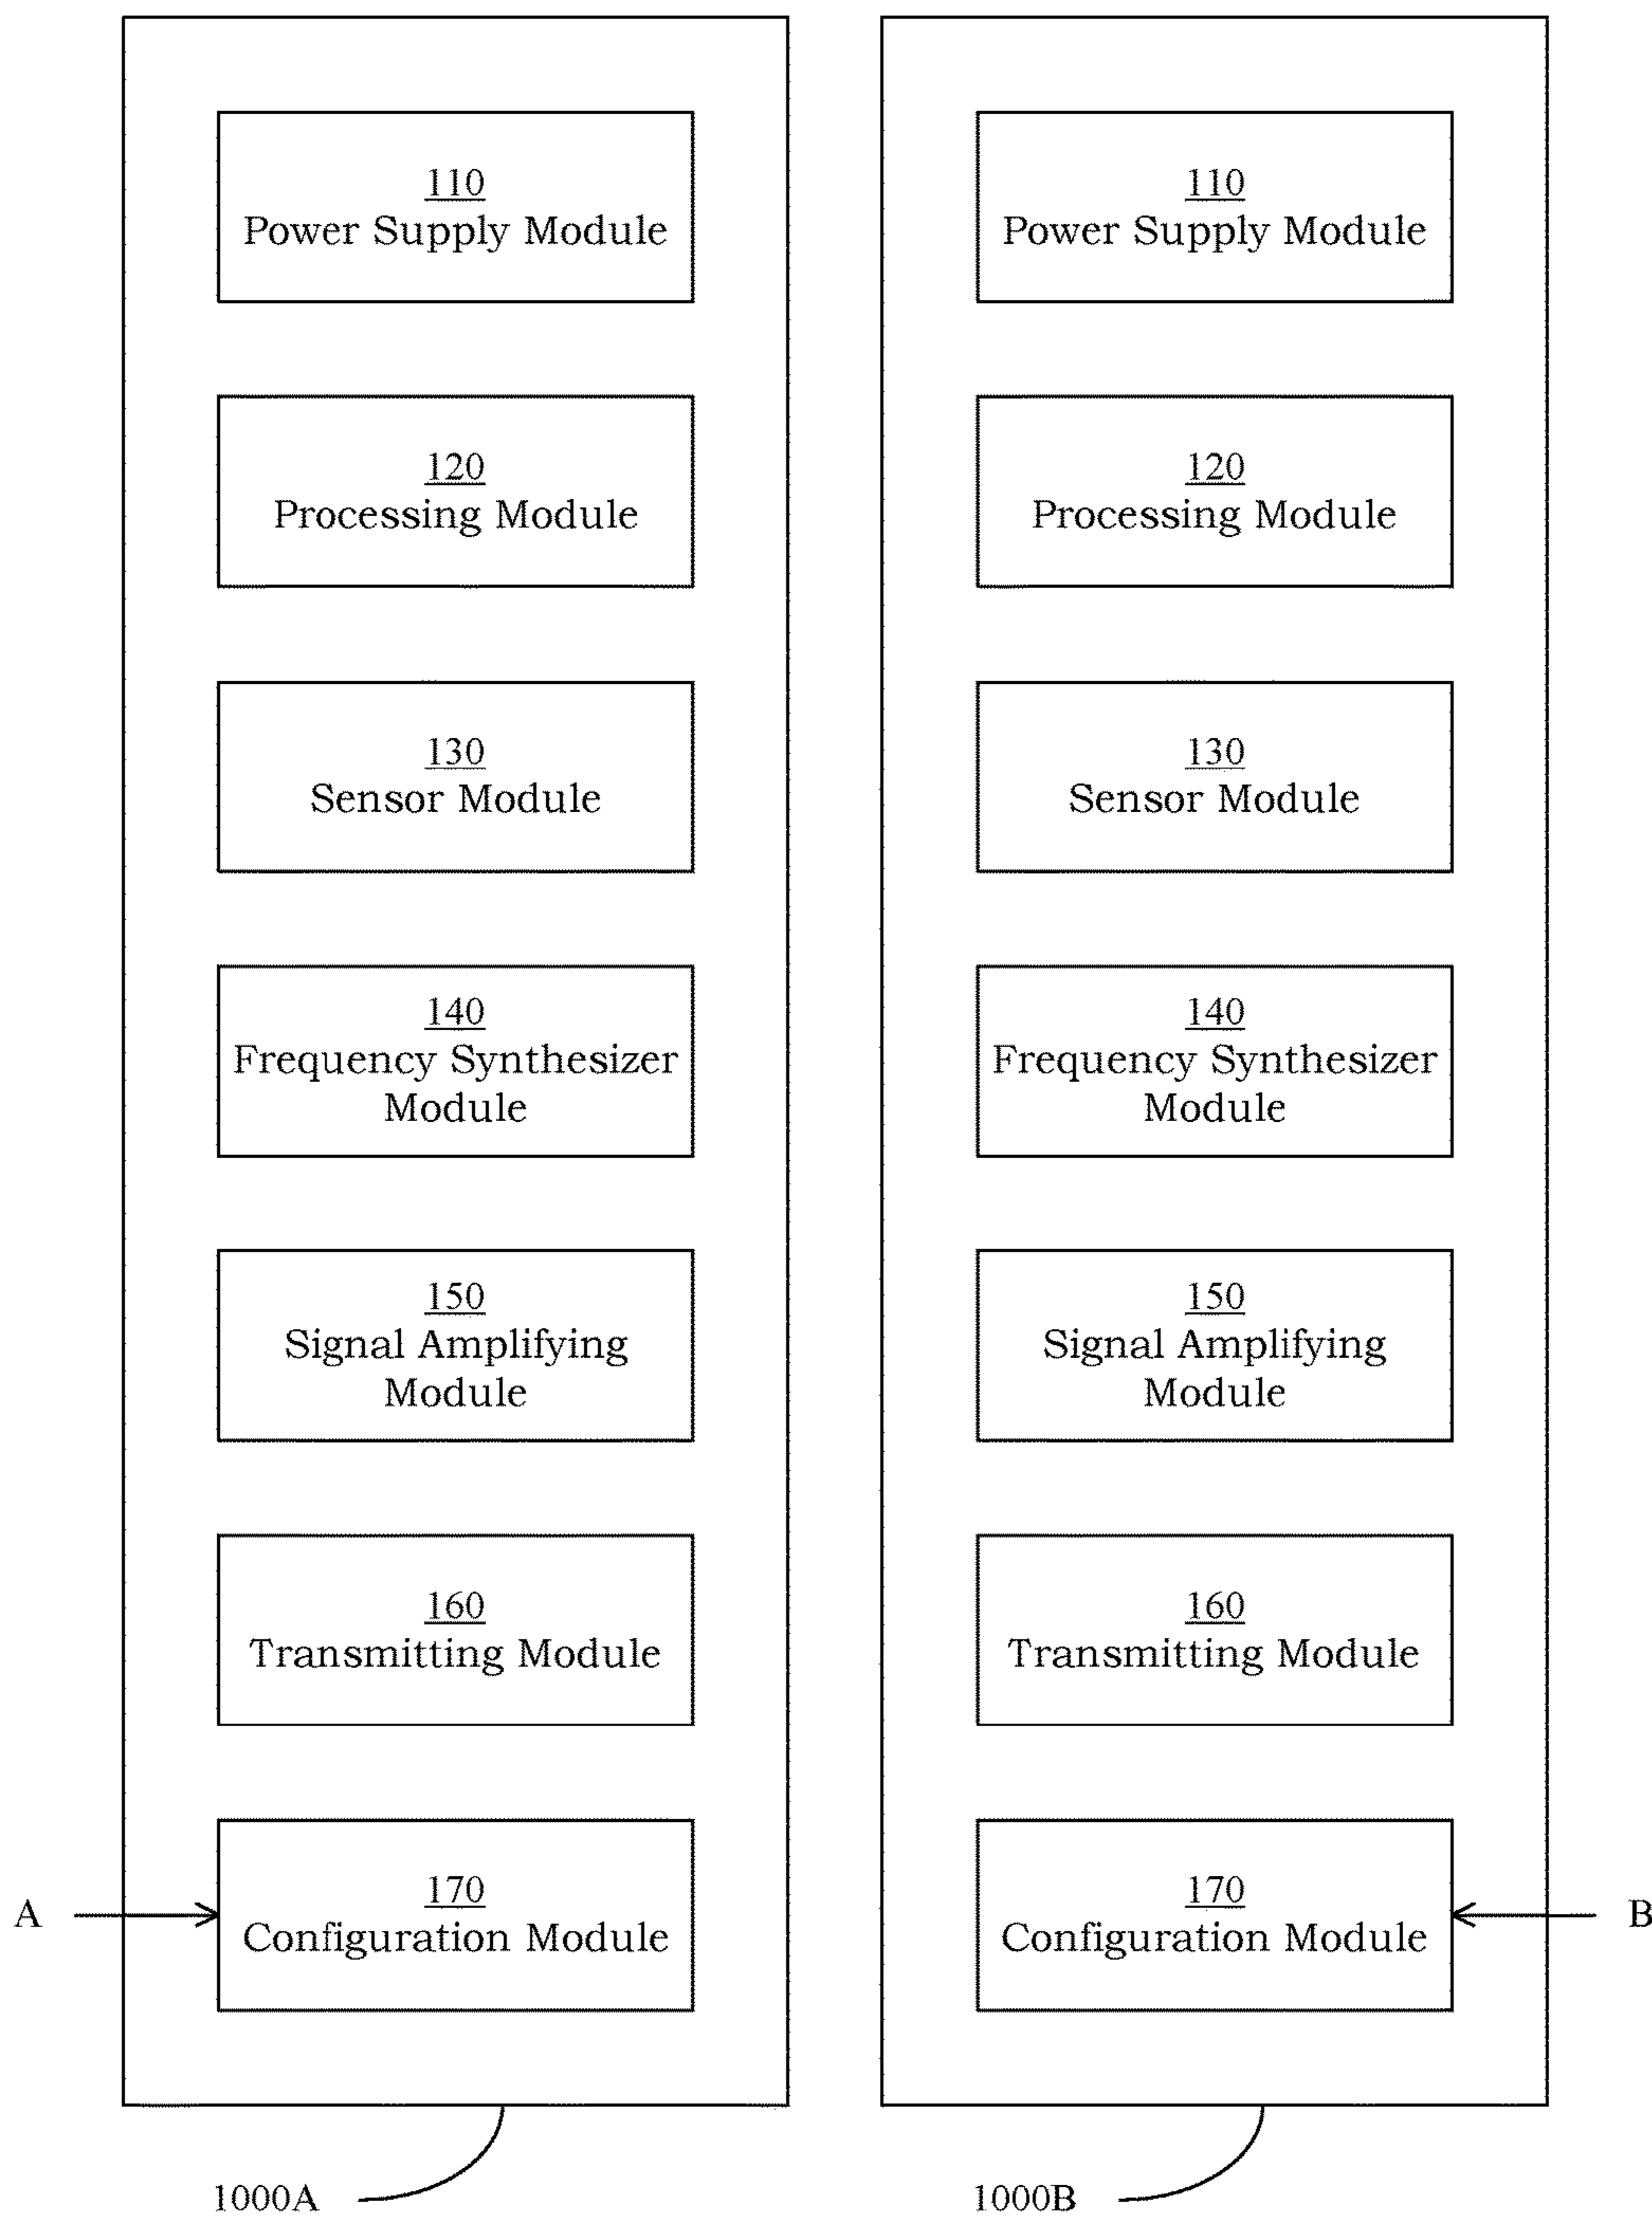 110
Power Supply Module
120
Processing Module
130
Sensor Module
140
Frequency Synthesizer
Module
150
Signal Amplifying
Module
160
Transmitting Module
A
170
Configuration Module
1000A
110
Power Supply Module
120
Processing Module
130
Sensor Module
140
Frequency Synthesizer
Module
150
Signal Amplifying
Module
160
Transmitting Module
170
Configuration Module
B
1000B